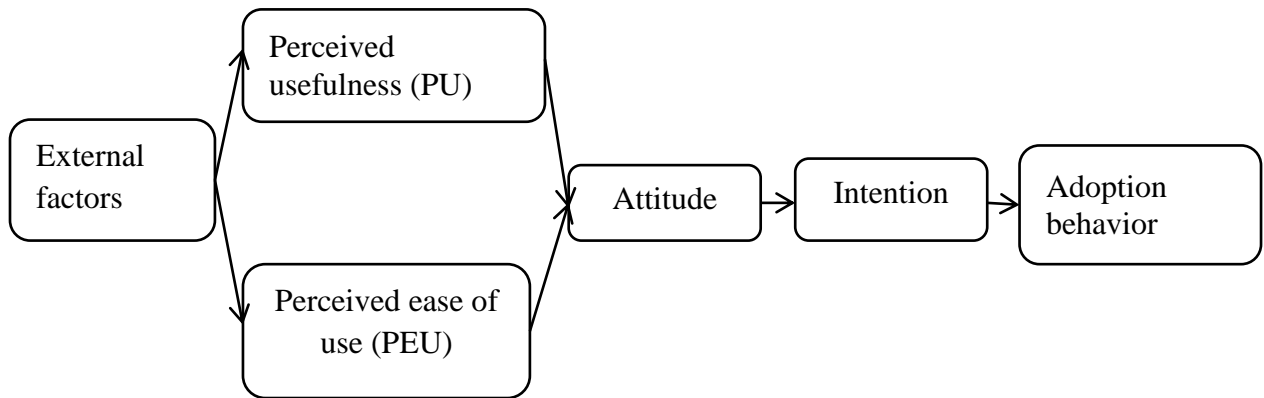 Perceived
usefulness (PU)
External
factors
Perceived ease of
use (PEU)
Attitude
Intention
Adoption
behavior